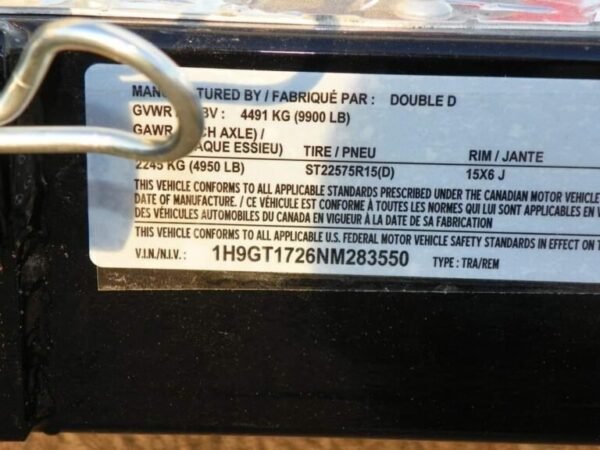 MAN TURED BY / FABRIQUÉ PAR : DOUBLE D
GVWR BV : 4491 KG (9900 LB)
GAWR CH AXLE) /
AQUE ESSIEU) TIRE / PNEU RIM / JANTE
2245 KG (4950 LB) ST22575R15(D) 15X6 J
THIS VEHICLE CONFORMS TO ALL APPLICABLE STANDARDS PRESCRIBED UNDER THE CANADIAN MOTOR VEHICLE
DATE OF MANUFACTURE. / CE VÉHICULE EST CONFORME À TOUTES LES NORMES QUI LUI SONT APPLICABLES EN
DES VÉHICULES AUTOMOBILES DU CANADA EN VIGUEUR À LA DATE DE SA FABRICATION.
THIS VEHICLE CONFORMS TO ALL APPLICABLE U.S. FEDERAL MOTOR VEHICLE SAFETY STANDARDS IN EFFECT ON T
V.I.N./N.I.V. : 1H9GT1726NM283550 TYPE : TRA/REM